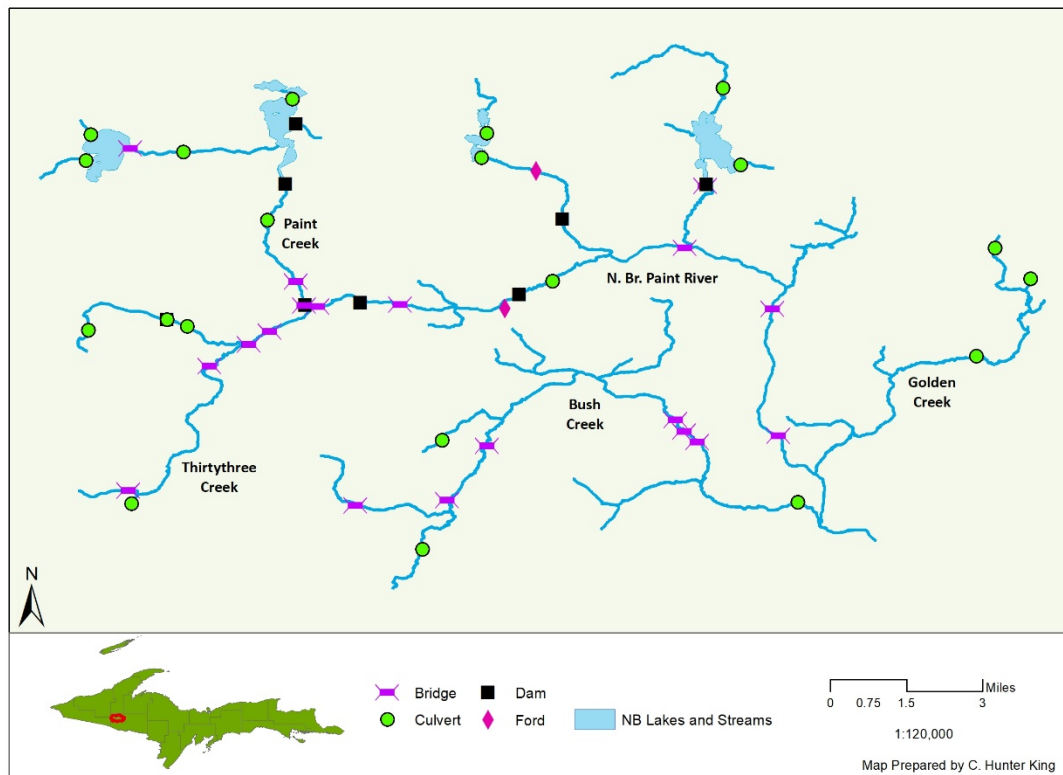 Paint
Creek
N. Br. Paint River
Golden
Creek
Bush
Creek
Thirtythree
Creek
N
Bridge
Dam
Culvert
Ford
NB Lakes and Streams
Miles
0 0.75 1.5 3
1:120,000
Map Prepared by C. Hunter King